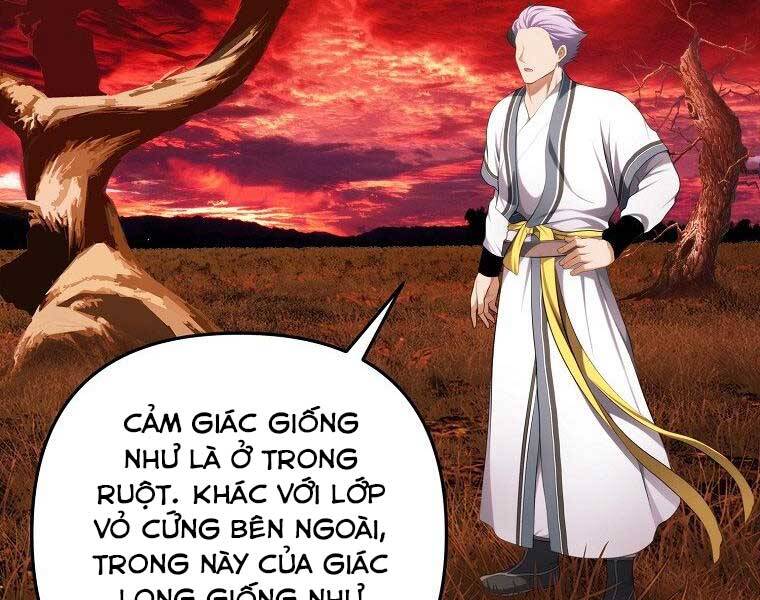 CẢM GIÁC GIỐNG
NHƯ LÀ Ở TRONG
RUỘT. KHÁC VỚI LỚP
VỎ CỨNG BÊN NGOÀI,
TRONG NÀY CỦA GIÁC
LONG GIỐNG NHƯ